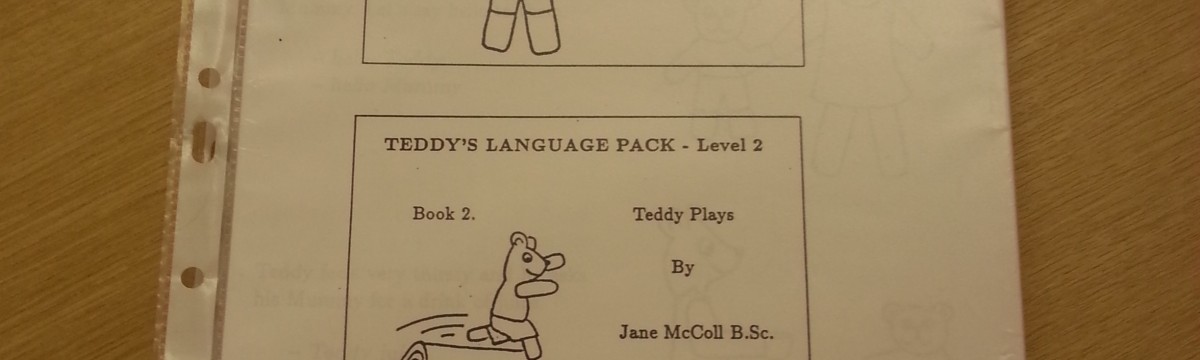 TEDDY'S LANGUAGE PACK - Level 2
Book 2.
Teddy Plays
By
Jane McColl B.Sc.